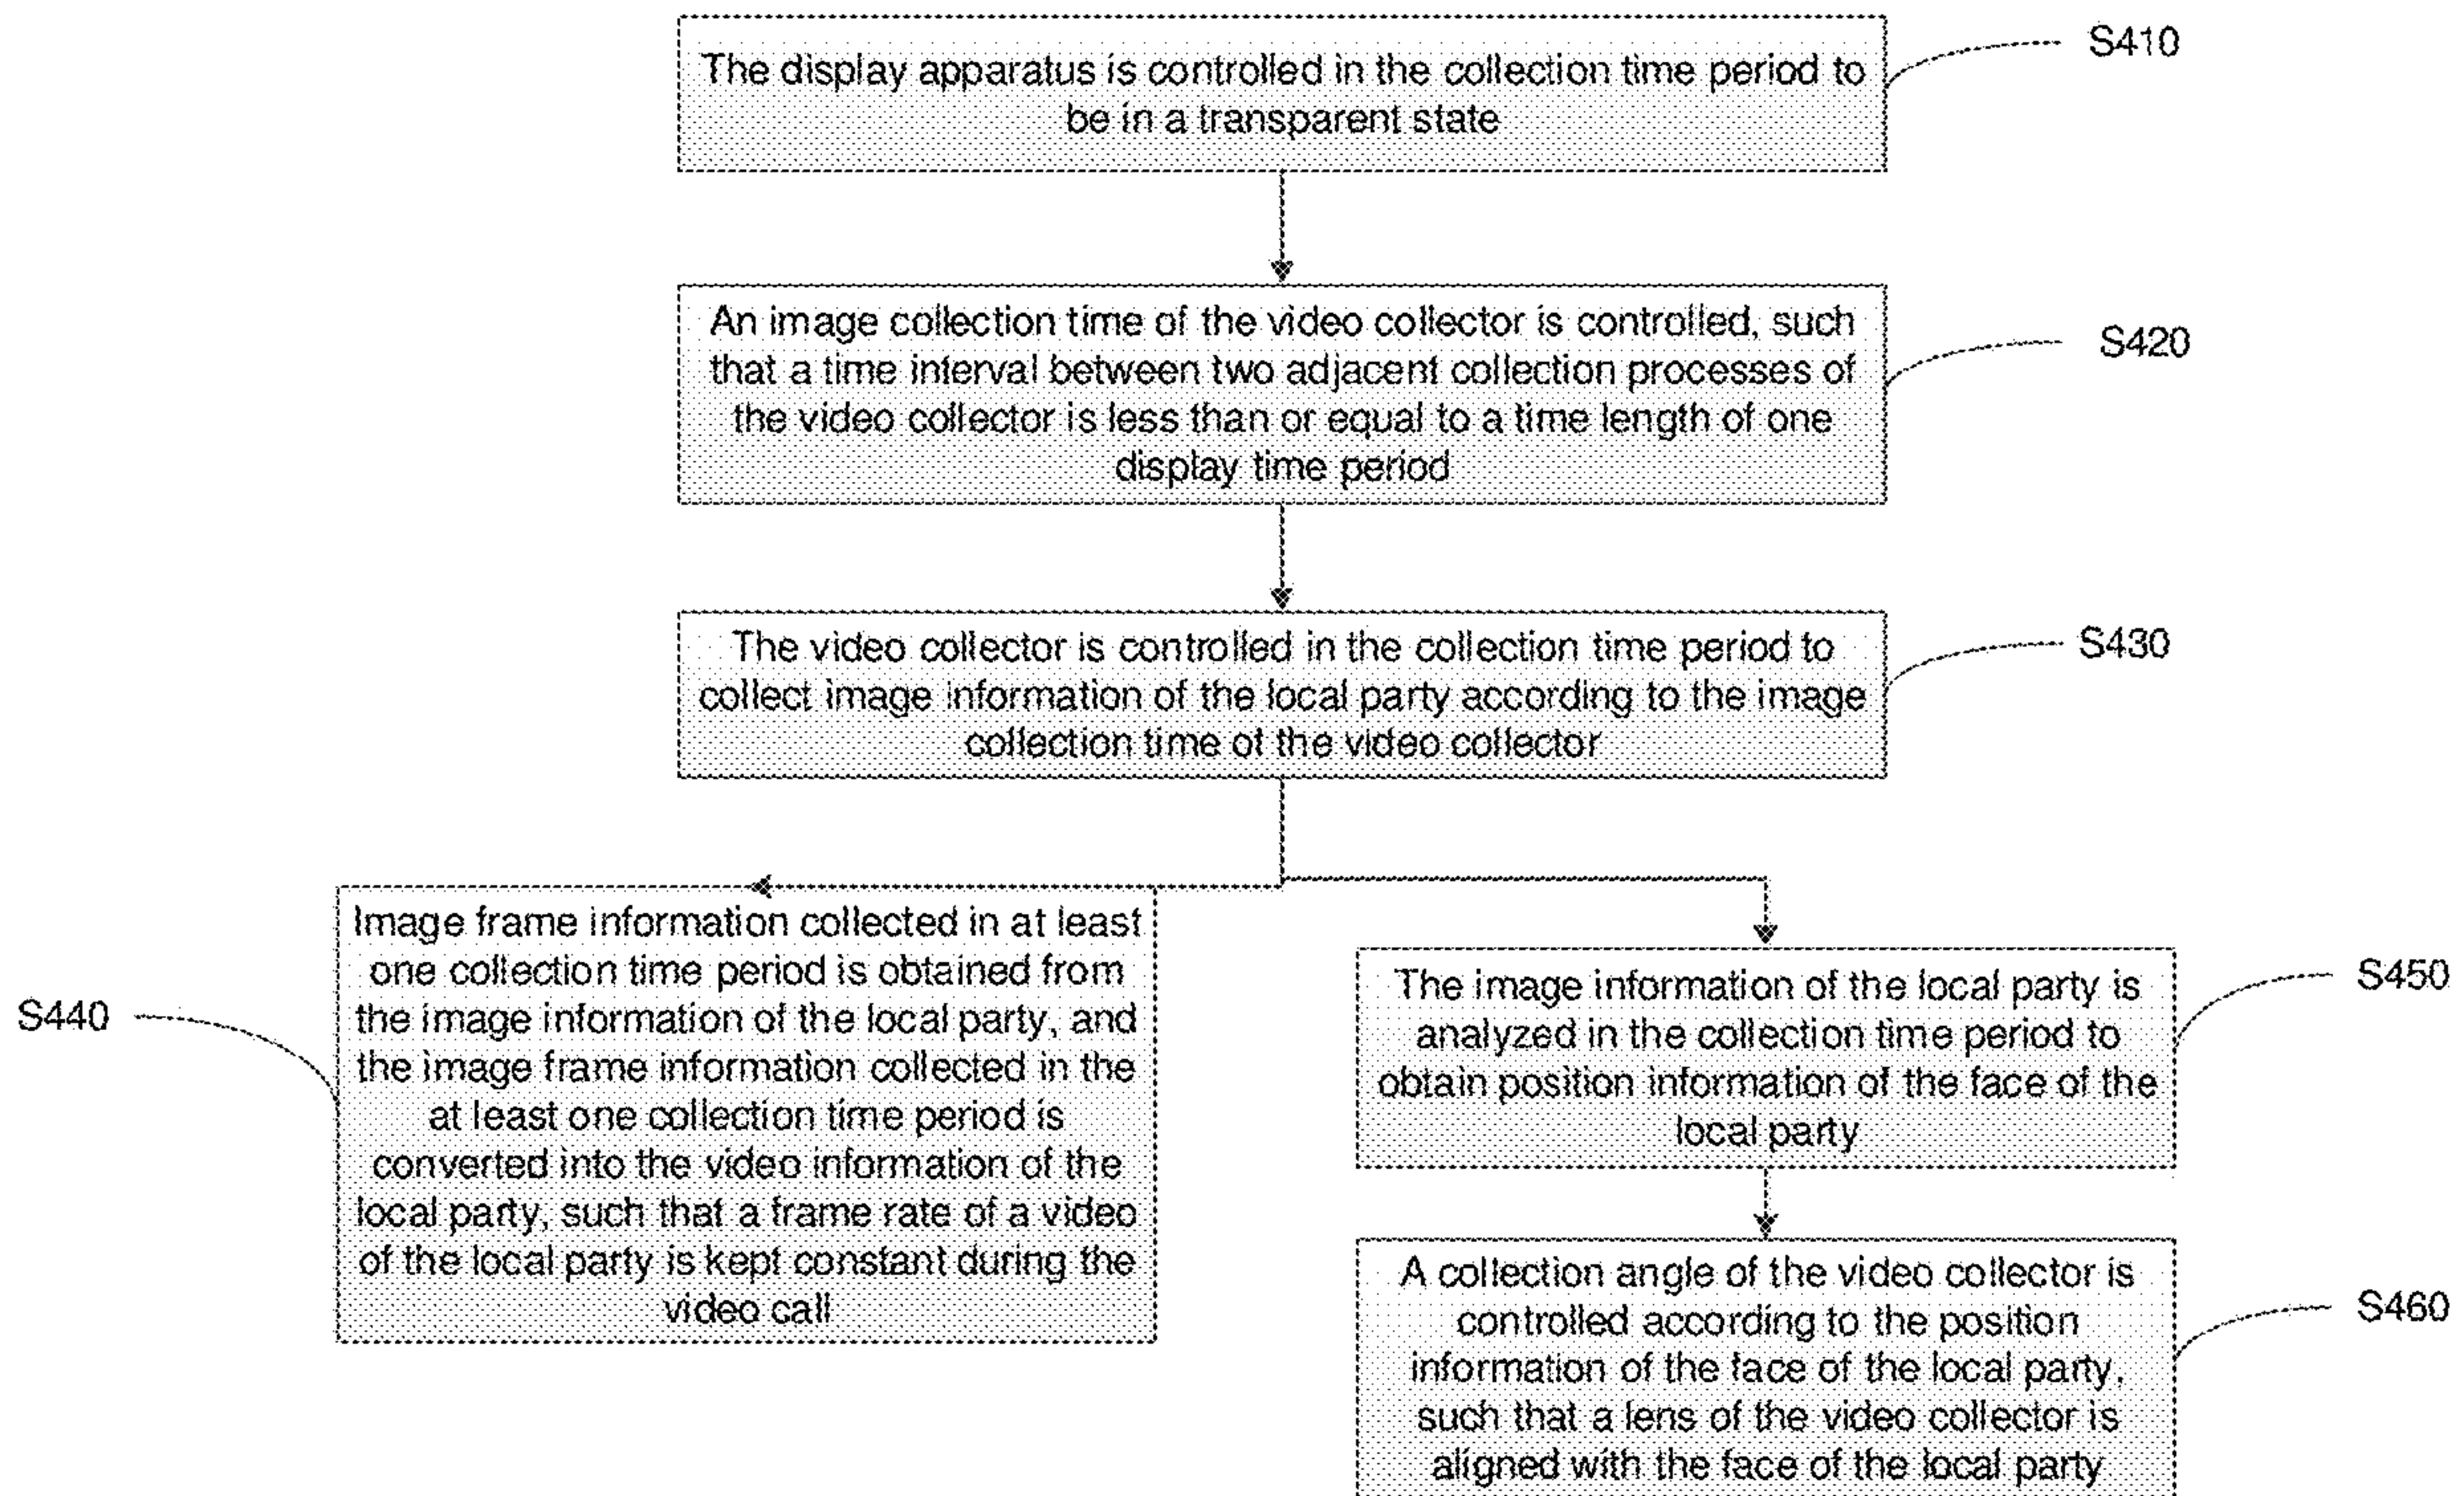 The display apparatus is controlled in the collection time period to
be in a transparent state
S410
An image collection time of the video collector is controlled, such
that a time interval between two adjacent collection processes of
the video collector is less than or equal to a time length of one
display time period
S420
The video collector is controlled in the collection time period to
collect image information of the local party according to the image
collection time of the video collector
S430
Image frame information collected in at least
one collection time period is obtained from
the image information of the local party, and
the image frame information collected in the
at least one collection time period is
converted into the video information of the
local party, such that a frame rate of a video
of the local party is kept constant during the
video call
S440
The image information of the local party is
analyzed in the collection time period to
obtain position information of the face of the
local party
S450
A collection angle of the video collector is
controlled according to the position
information of the face of the local party,
such that a lens of the video collector is
aligned with the face of the local party
S460